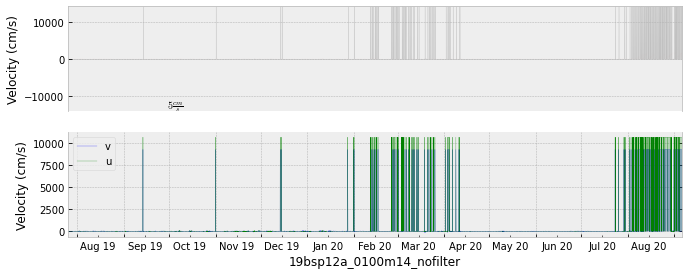 Velocity (cm/s)
10000
0
−10000
5 cm/s
Velocity (cm/s)
10000
7500
5000
2500
0
v
u
Aug 19 Sep 19 Oct 19 Nov 19 Dec 19 Jan 20 Feb 20 Mar 20 Apr 20 May 20 Jun 20 Jul 20 Aug 20
19bsp12a_0100m14_nofilter